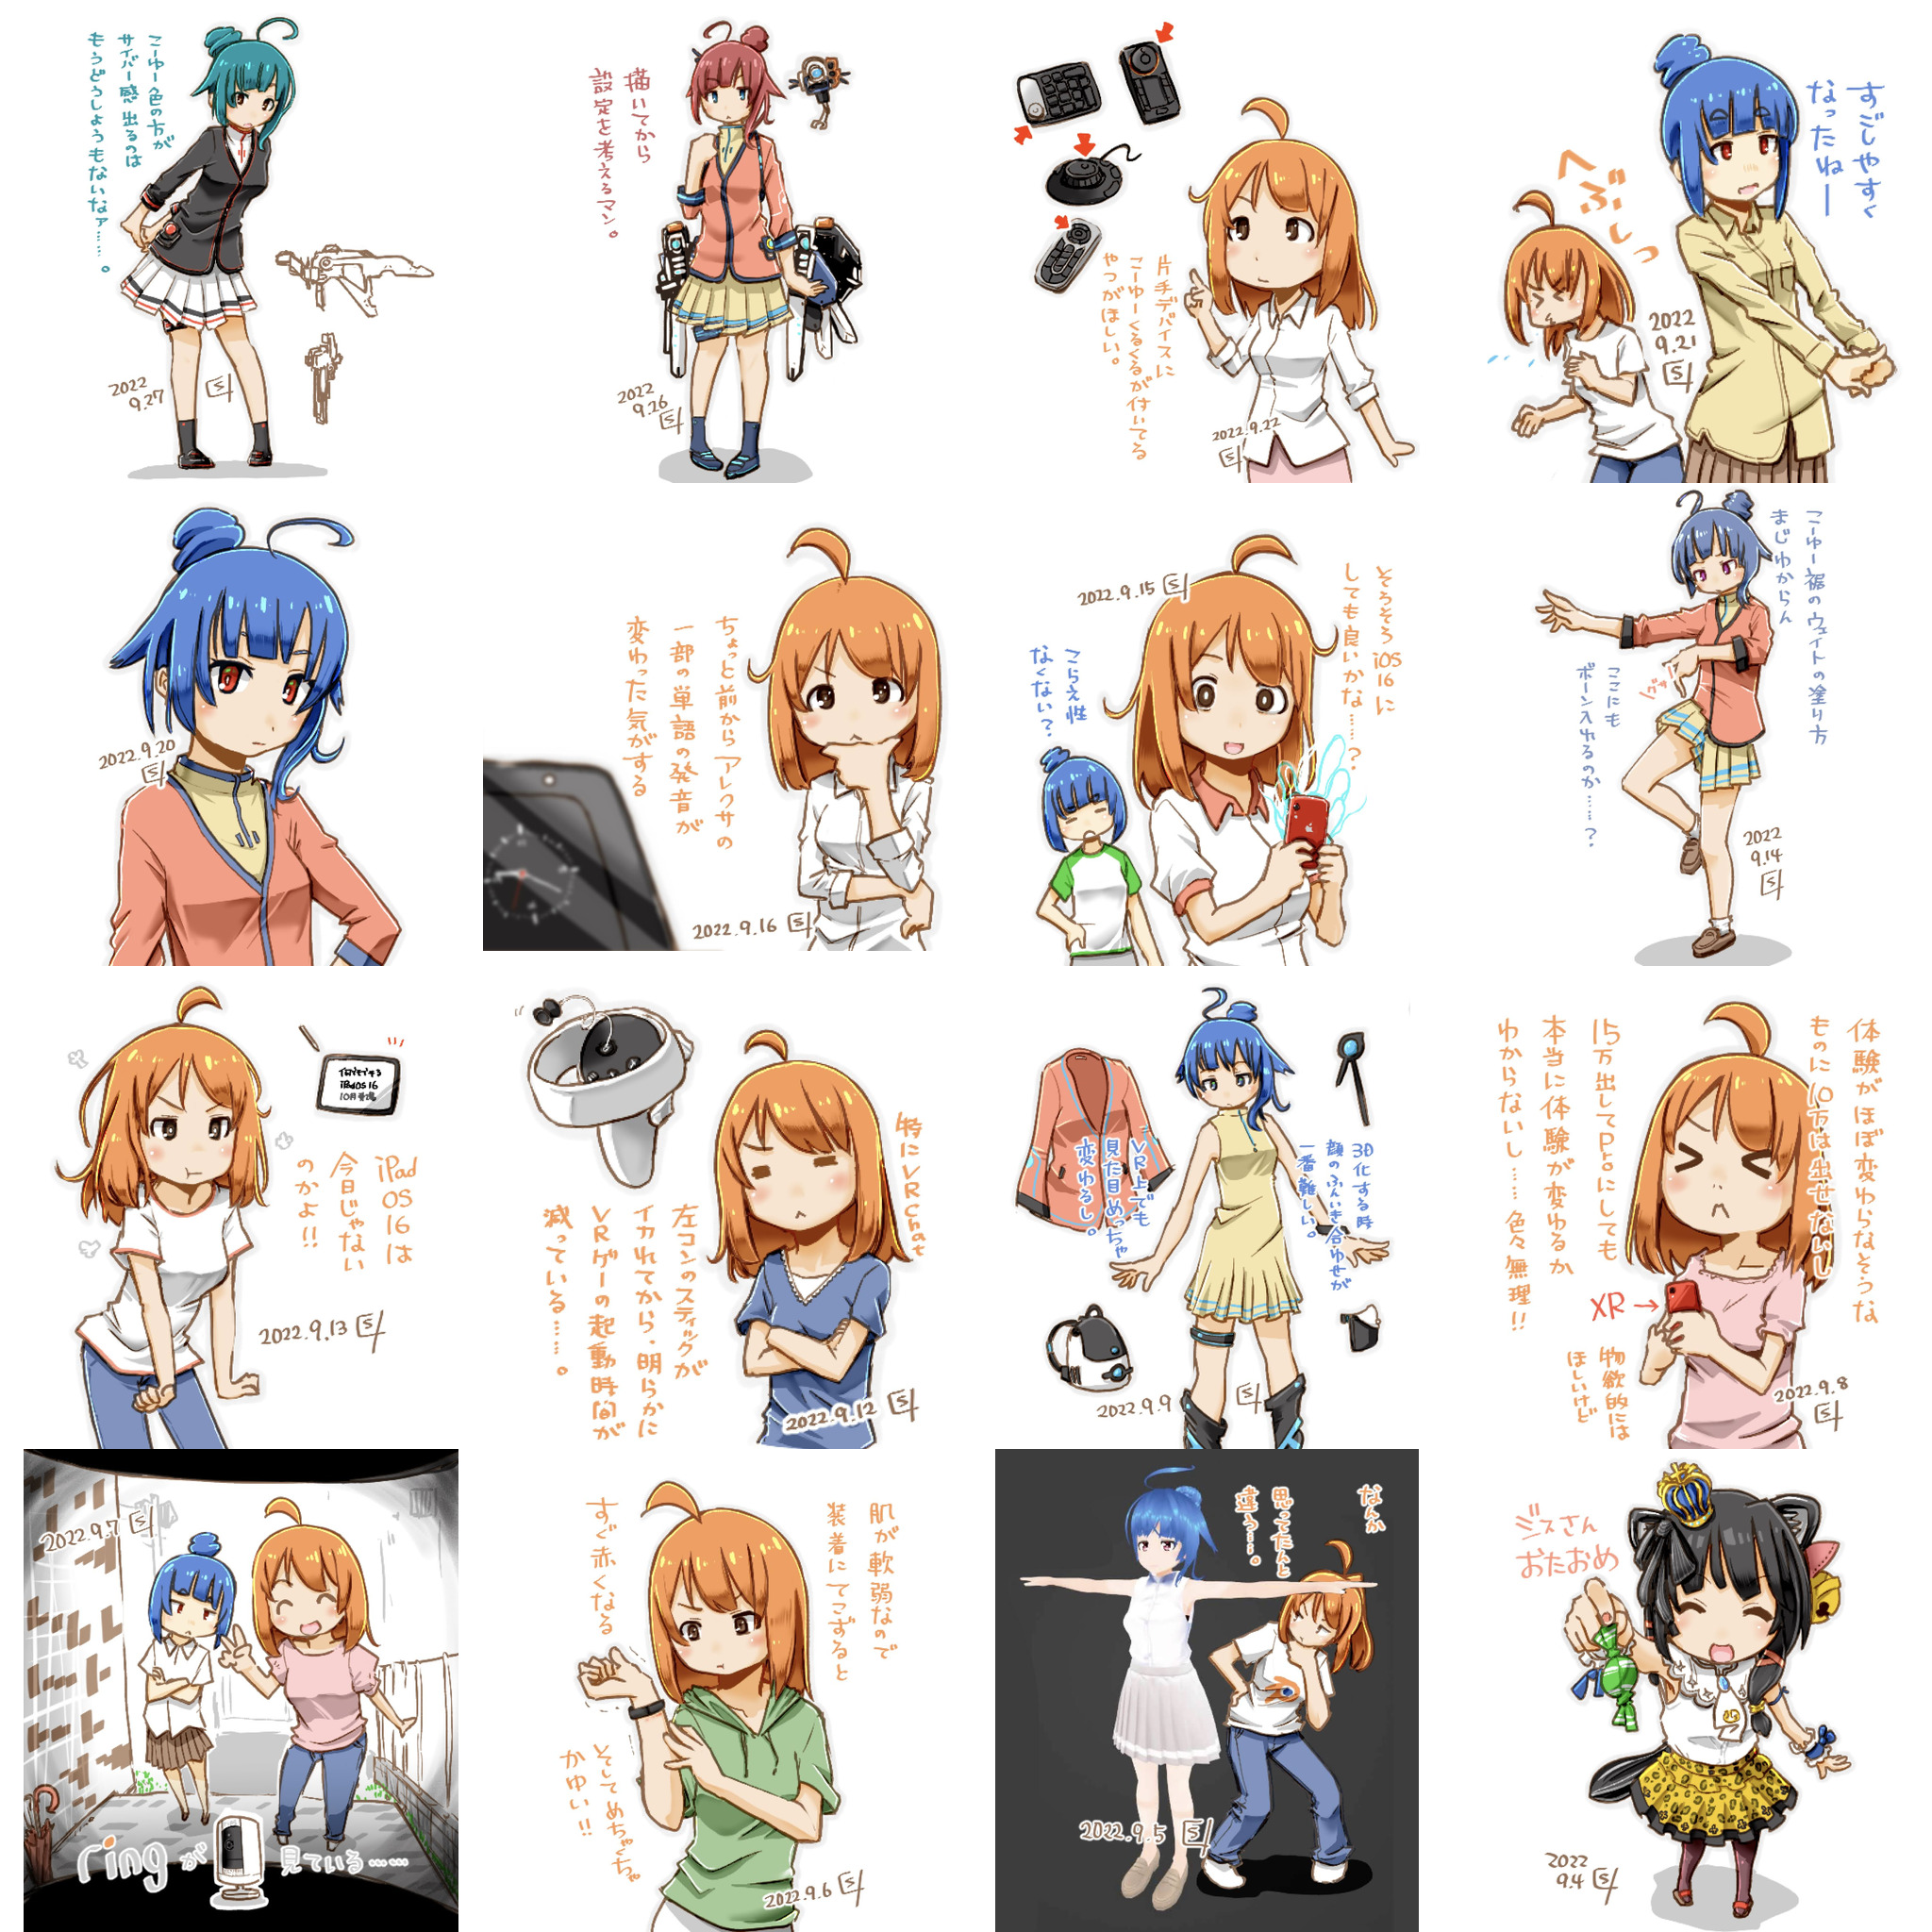 こーゆー色の方が
サイバー感出るのは
もうどうしようもないなァ……。
2022
9.27
描いてから
設定を考えるマン。
2022
9.26
片手デバイスに
こーゆーくるくるが付いてる
やつがほしい。
2022.9.22
すごしやすく
なったねー
へぶしっ
2022
9.21
2022.9.20
ちょっと前からアレクサの
一部の単語の発音が
変わった気がする
2022.9.16
2022.9.15
そろそろiOS16に
しても良いかな……?
こらえ性
なくない?
こーゆー裾のウェイトの塗り方
まじわからん
ここにも
ボーン入れるのか……?
2022
9.14
iPadOS16
10月登場
iPad
OS
16は
今日じゃない
のかよ!!
2022.9.13
特にVRChat
左コンのスティックが
イカれてから、明らかに
VRゲーの起動時間が
減っている……。
2022.9.12
3D化する時
顔のふんいき合わせが
一番難しい。
VR上でも
見た目めっちゃ
変わるし。
2022.9.9
体験がほぼ変わらなそうな
ものに10万は出せないし
15万出してProにしても
本当に体験が変わるか
わからないし……色々無理!!
XR→
物欲的には
ほしいけど
2022.9.8
2022.9.7
ringが見ている……
肌が軟弱なので
装着にてこずると
すぐ赤くなる
そしてめちゃくちゃ
かゆい!!
2022.9.6
なんか
思ってたんと
違う……。
2022.9.5
ジスさん
おたおめ
2022
9.4